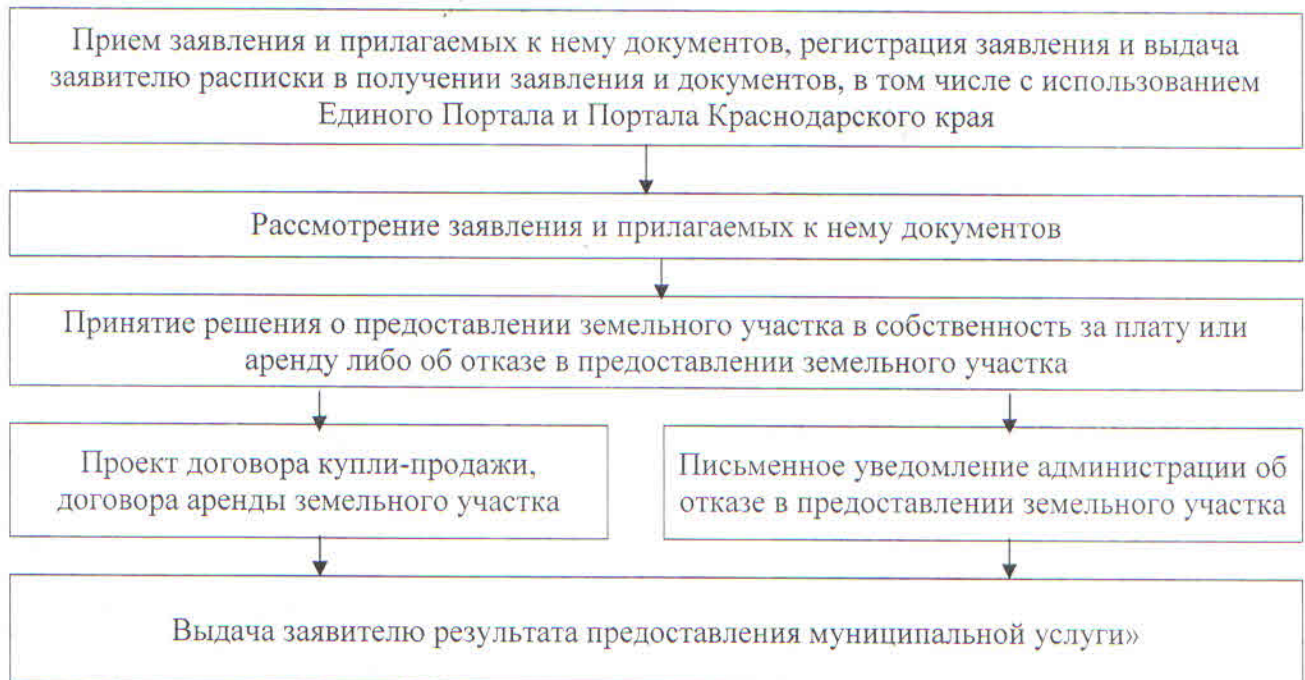 Прием заявления и прилагаемых к нему документов, регистрация заявления и выдача
заявителю расписки в получении заявления и документов, в том числе с использованием
Единого Портала и Портала Краснодарского края
Рассмотрение заявления и прилагаемых к нему документов
Принятие решения о предоставлении земельного участка в собственность за плату или
аренду либо об отказе в предоставлении земельного участка
Проект договора купли-продажи,
договора аренды земельного участка
Письменное уведомление администрации об
отказе в предоставлении земельного участка
Выдача заявителю результата предоставления муниципальной услуги»